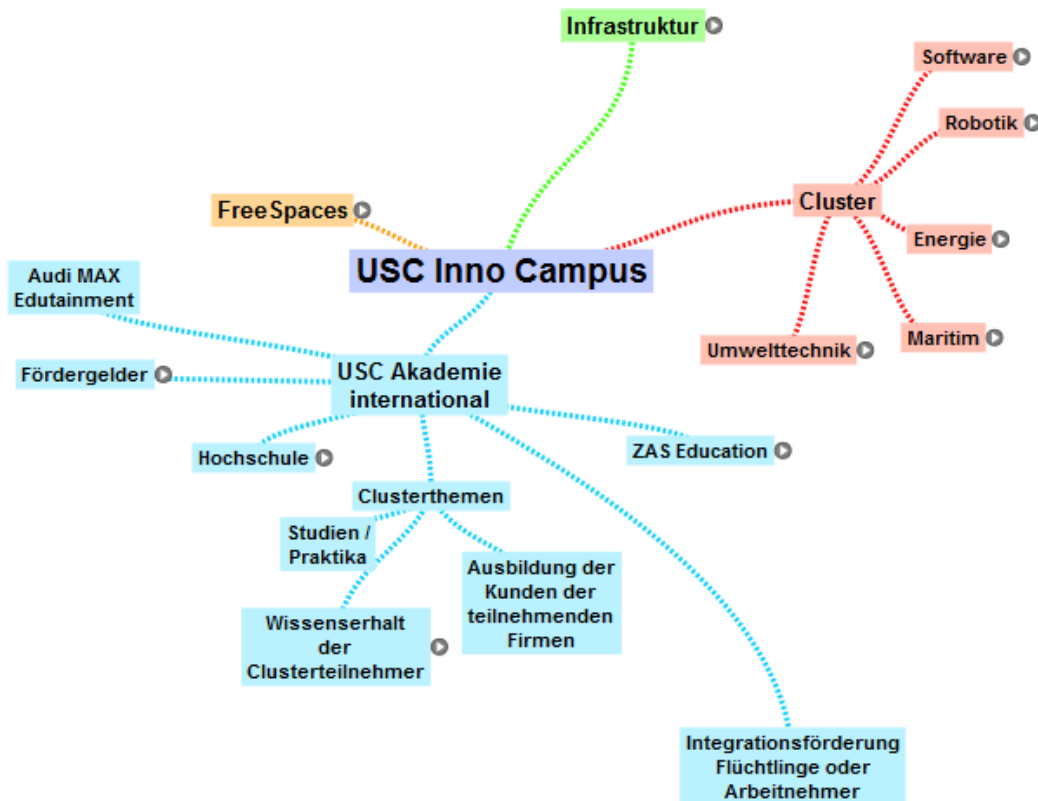 Infrastruktur
Software
Robotik
Cluster
FreeSpaces
Energie
USC Inno Campus
Audi MAX
Edutainment
Maritim
Umwelttechnik
Fördergelder
USC Akademie
international
Hochschule
ZAS Education
Clusterthemen
Studien /
Praktika
Ausbildung der
Kunden der
teilnehmenden
Firmen
Wissenserhalt
der
Clusterteilnehmer
Integrationsförderung
Flüchtlinge oder
Arbeitnehmer